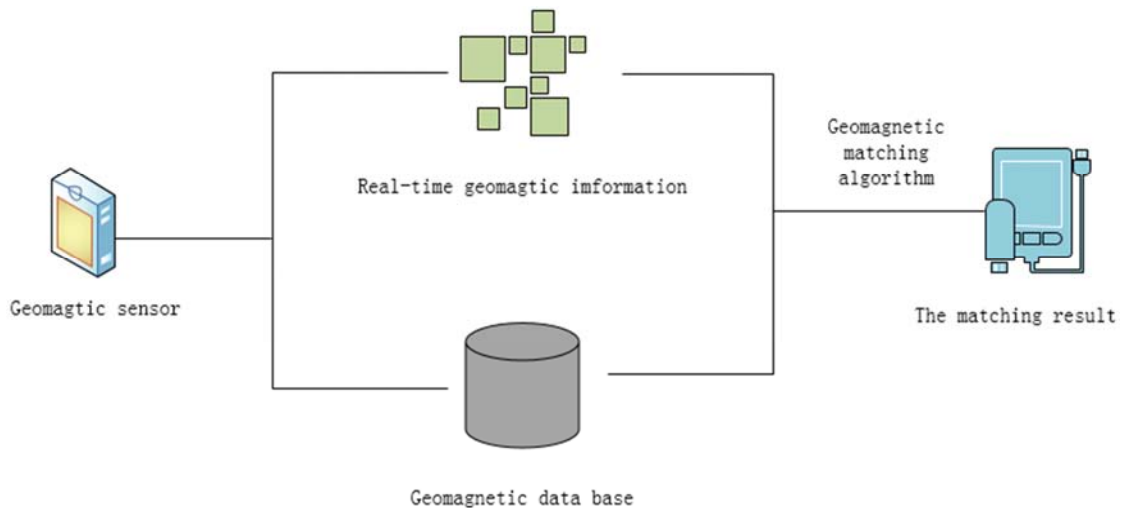 Geomagnetic
matching
algorithm
Real-time geomagtic imformation
Geomagtic sensor
The matching result
Geomagnetic data base